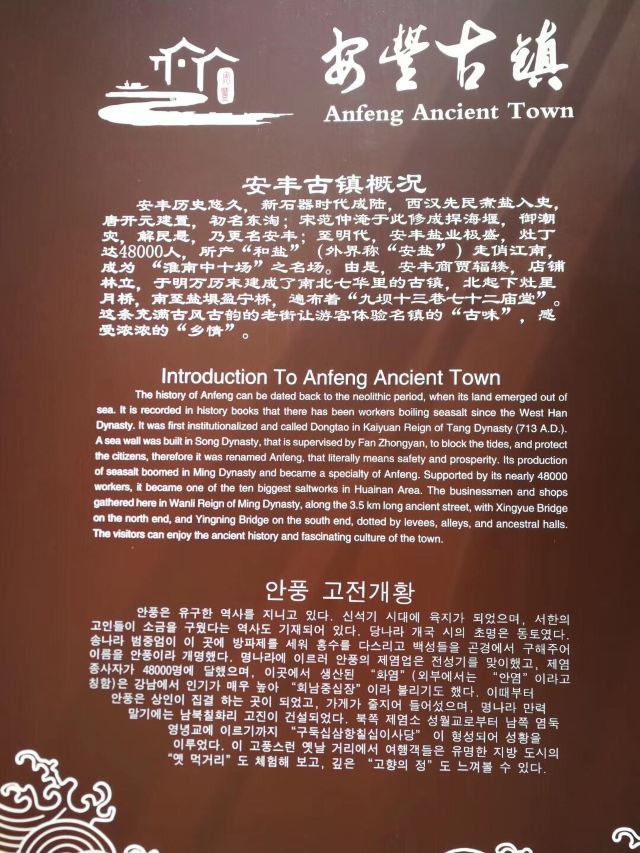 安豐古镇
Anfeng Ancient Town
安丰古镇概况
安丰历史悠久，新石器时代成陆，西汉先民煮盐入史，
唐开元建置，初名东淘；宋范仲淹于此修成捍海堰，御潮
灾，解民悬，乃更名安丰；至明代，安丰盐业极盛，灶丁
达48000人，所产“和盐”（外界称“安盐”）走俏江南，
成为“淮南中十场”之名场。由是，安丰商贾辐辏，店铺
林立，于明万历末建成了南北七华里的古镇，北起下灶星
月桥，南至盐坝盈宁桥，遍布着“九坝十三巷七十二庙堂”。
这条充满古风古韵的老街让游客体验名镇的“古味”，感
受浓浓的“乡情”。
Introduction To Anfeng Ancient Town
The history of Anfeng can be dated back to the neolithic period, when its land emerged out of
sea. It is recorded in history books that there has been workers boiling seasalt since the West Han
Dynasty. It was first institutionalized and called Dongtao in Kaiyuan Reign of Tang Dynasty (713 A.D.).
A sea wall was built in Song Dynasty, that is supervised by Fan Zhongyan, to block the tides, and protect
the citizens, therefore it was renamed Anfeng, that literally means safety and prosperity. Its production
of seasalt boomed in Ming Dynasty and became a specialty of Anfeng. Supported by its nearly 48000
workers, it became one of the ten biggest saltworks in Huainan Area. The businessmen and shops
gathered here in Wanli Reign of Ming Dynasty, along the 3.5 km long ancient street, with Xingyue Bridge
on the north end, and Yingning Bridge on the south end, dotted by levees, alleys, and ancestral halls.
The visitors can enjoy the ancient history and fascinating culture of the town.
안풍 고전개황
안풍은 유구한 역사를 지니고 있다. 신석기 시대에 육지가 되었으며, 서한의
고인들이 소금을 구웠다는 역사도 기재되어 있다. 당나라 개국 시의 초명은 동토였다.
송나라 범중엄이 이 곳에 방파제를 세워 홍수를 다스리고 백성들을 곤경에서 구해주어
이름을 안풍이라 개명했다. 명나라에 이르러 안풍의 제염업은 전성기를 맞이했고, 제염
종사자가 48000명에 달했으며, 이곳에서 생산된 “화염”(외부에서는 “안염”이라고
칭함)은 강남에서 인기가 매우 높아 “회남중심장”이라 불리기도 했다. 이때부터
안풍은 상인이 집결 하는 곳이 되었고, 가게가 줄지어 들어섰으며, 명나라 만력
말기에는 남북칠화리 고진이 건설되었다. 북쪽 제염소 성월교로부터 남쪽 염둑
영녕교에 이르기까지 “구둑십삼항칠십이사당” 이 형성되어 성황을
이루었다. 이 고풍스런 옛날 거리에서 여행객들은 유명한 지방 도시의
“옛 먹거리”도 체험해 보고, 깊은 “고향의 정”도 느껴볼 수 있다.